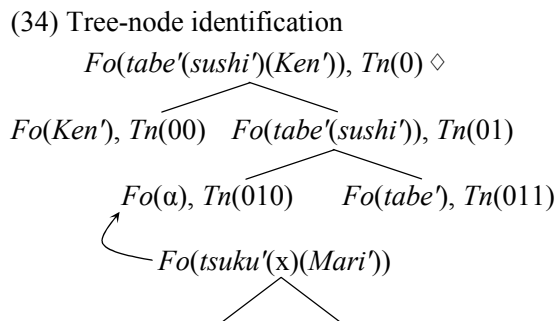 (34) Tree-node identification
Fo(tabe'(sushi')(Ken')), Tn(0) ◊
Fo(Ken'), Tn(00) Fo(tabe'(sushi')), Tn(01)
Fo(α), Tn(010) Fo(tabe'), Tn(011)
Fo(tsuku'(x)(Mari'))